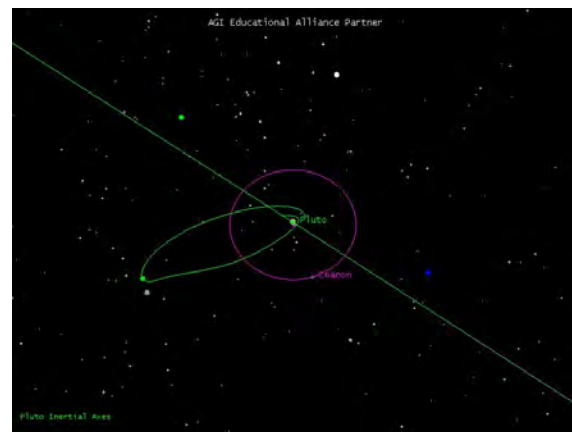 AGI Educational Alliance Partner
Pluto
Charon
Pluto Inertial Axes